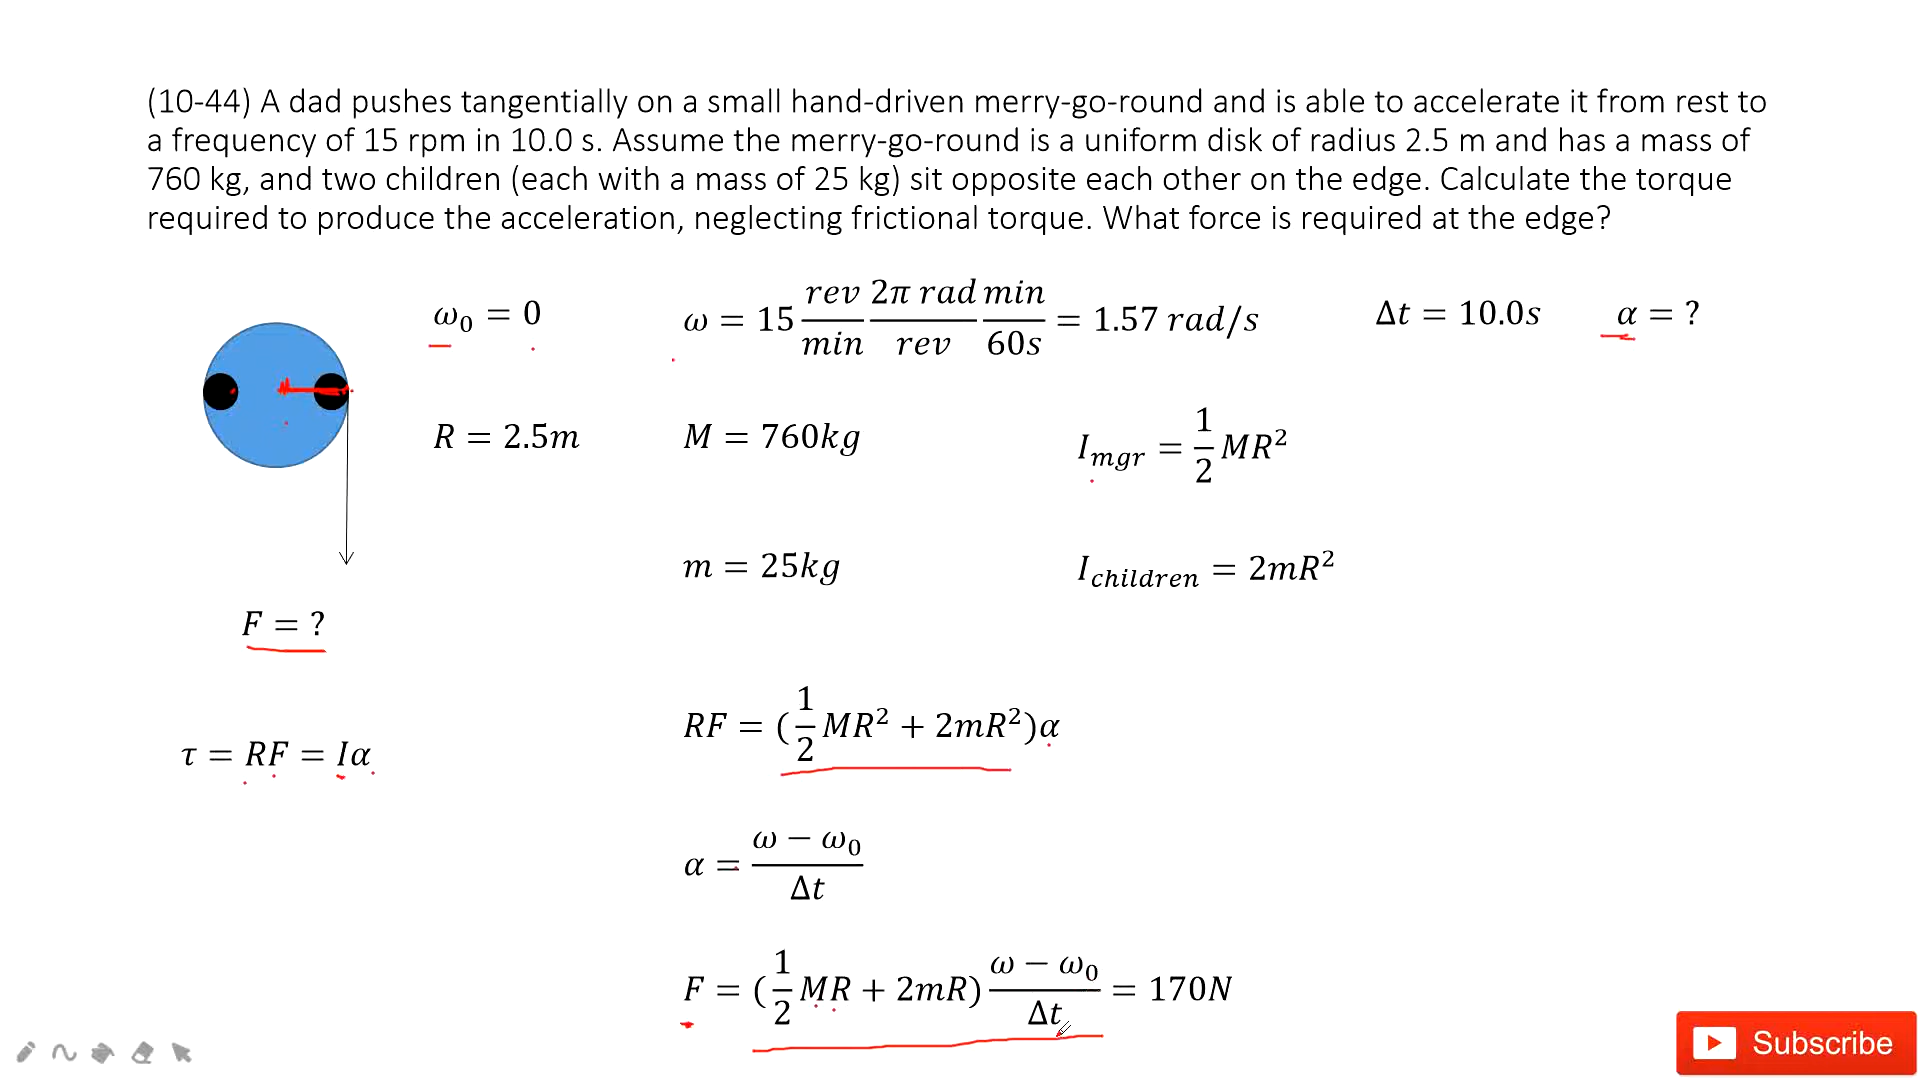 (10-44) A dad pushes tangentially on a small hand-driven merry-go-round and is able to accelerate it from rest to
a frequency of 15 rpm in 10.0 s. Assume the merry-go-round is a uniform disk of radius 2.5 m and has a mass of
760 kg, and two children (each with a mass of 25 kg) sit opposite each other on the edge. Calculate the torque
required to produce the acceleration, neglecting frictional torque. What force is required at the edge?
ω₀ = 0
ω = 15 rev/min 2π rad/rev min/60s = 1.57 rad/s
Δt = 10.0s
α = ?
R = 2.5m
M = 760kg
I_mgr = 1/2 MR²
m = 25kg
I_children = 2mR²
F = ?
RF = (1/2 MR² + 2mR²)α
τ = RF = Iα
α = (ω − ω₀)/Δt
F = (1/2 MR + 2mR) (ω − ω₀)/Δt = 170N
Subscribe